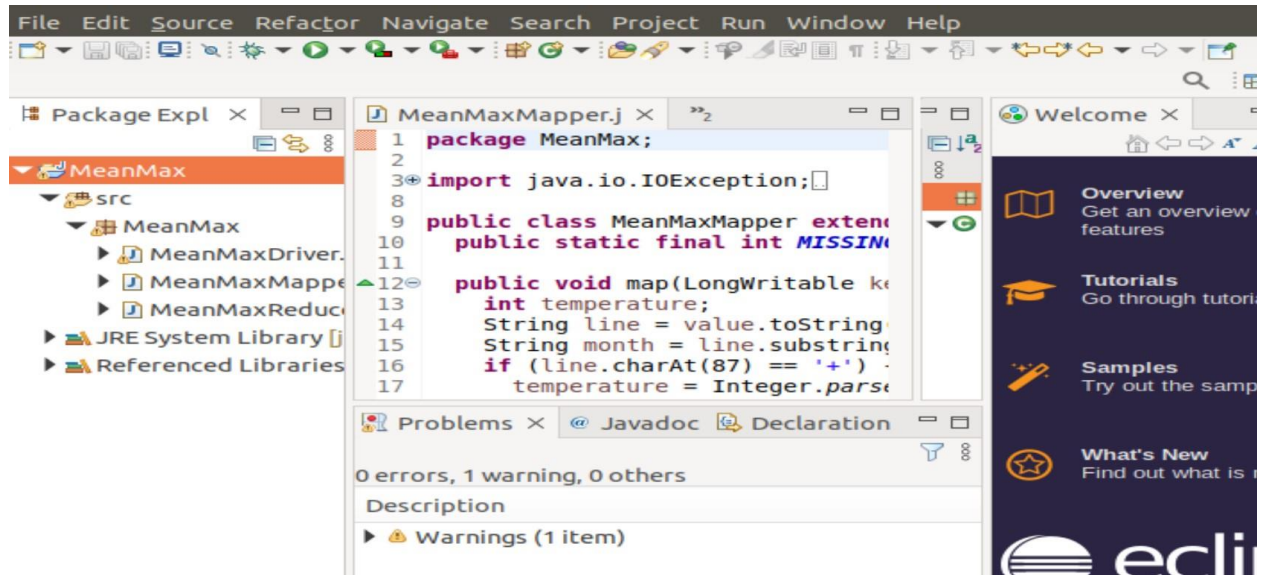 File Edit Source Refactor Navigate Search Project Run Window Help
Package Expl
MeanMax
src
MeanMax
MeanMaxDriver.
MeanMaxMappe
MeanMaxReduc
JRE System Library [j
Referenced Libraries
MeanMaxMapper.j »2
1 package MeanMax;
2
3 import java.io.IOException;
8
9 public class MeanMaxMapper exten
10 public static final int MISSIN
11
12 public void map(LongWritable ke
13 int temperature;
14 String line = value.toString
15 String month = line.substring
16 if (line.charAt(87) == '+') {
17 temperature = Integer.parse
Problems @ Javadoc Declaration
0 errors, 1 warning, 0 others
Description
Warnings (1 item)
Welcome
Overview
Get an overview
features
Tutorials
Go through tutoria
Samples
Try out the samp
What's New
Find out what is
eclip